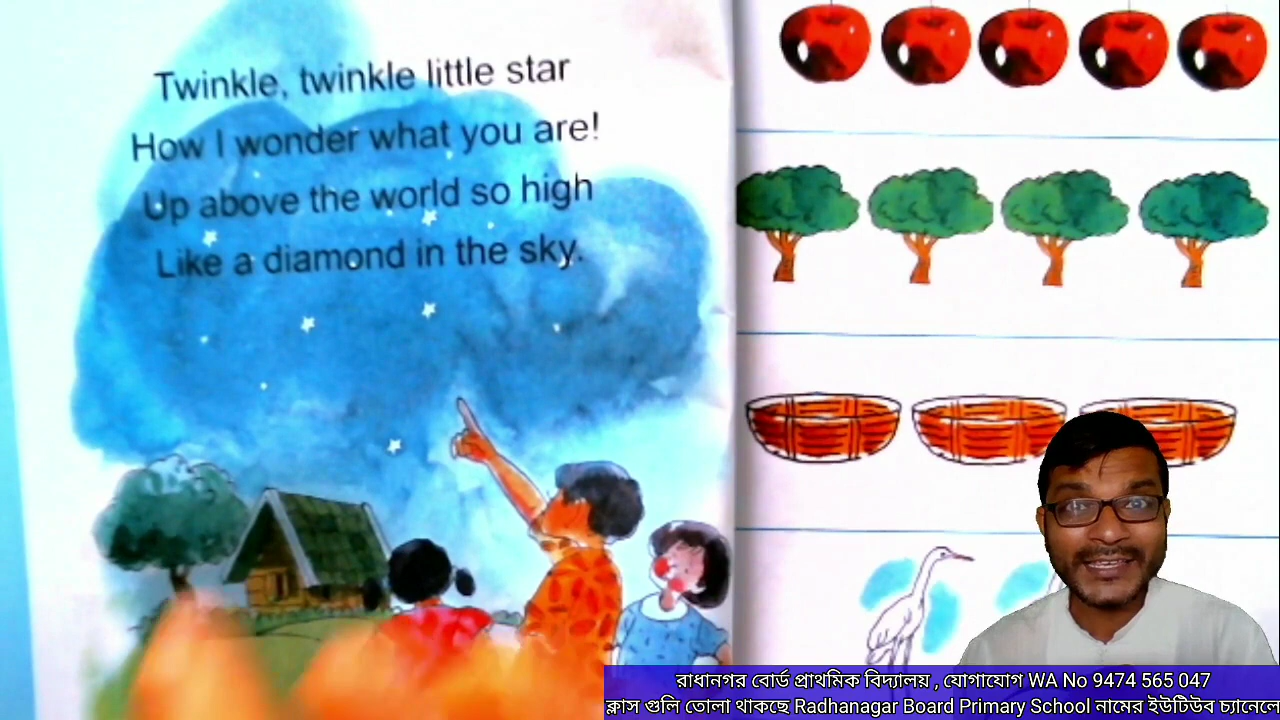 Twinkle, twinkle little star
How I wonder what you are!
Up above the world so high
Like a diamond in the sky.
রাধানগর বোর্ড প্রাথমিক বিদ্যালয় , যোগাযোগ WA No 9474 565 047
ক্লাস গুলি তোলা থাকছে Radhanagar Board Primary School নামের ইউটিউব চ্যানেলে